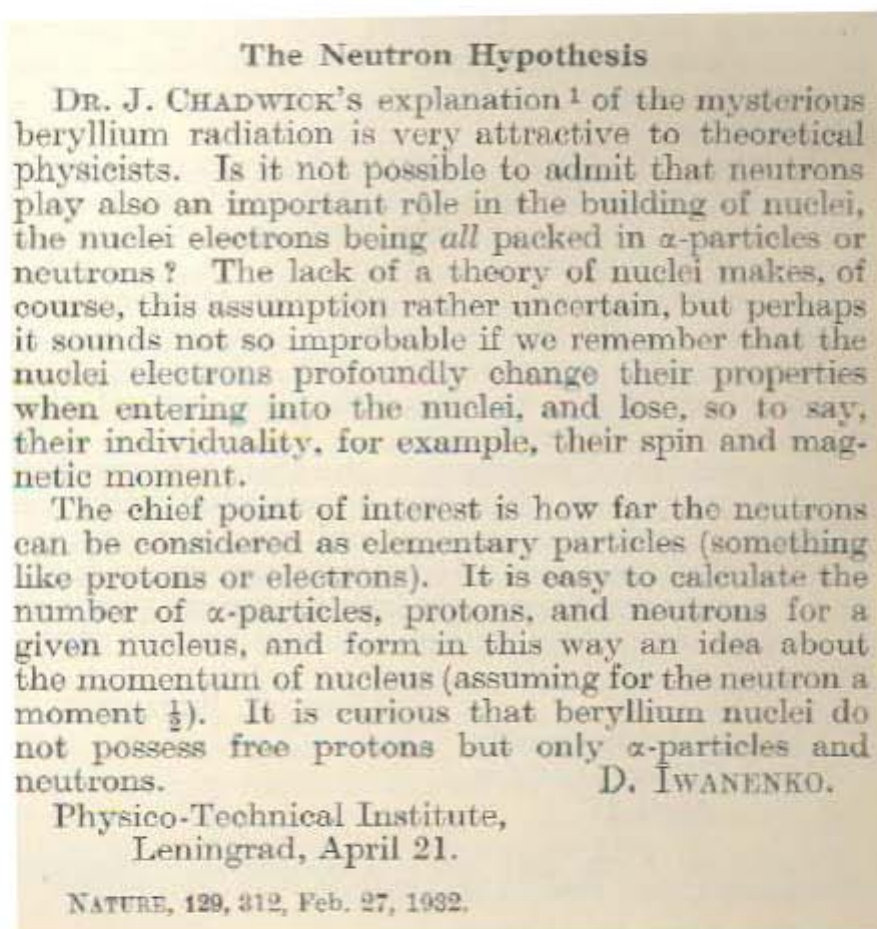 The Neutron Hypothesis
DR. J. CHADWICK'S explanation ¹ of the mysterious
beryllium radiation is very attractive to theoretical
physicists. Is it not possible to admit that neutrons
play also an important rôle in the building of nuclei,
the nuclei electrons being all packed in α-particles or
neutrons ? The lack of a theory of nuclei makes, of
course, this assumption rather uncertain, but perhaps
it sounds not so improbable if we remember that the
nuclei electrons profoundly change their properties
when entering into the nuclei, and lose, so to say,
their individuality, for example, their spin and mag-
netic moment.
The chief point of interest is how far the neutrons
can be considered as elementary particles (something
like protons or electrons). It is easy to calculate the
number of α-particles, protons, and neutrons for a
given nucleus, and form in this way an idea about
the momentum of nucleus (assuming for the neutron a
moment ½). It is curious that beryllium nuclei do
not possess free protons but only α-particles and
neutrons. D. IWANENKO.
Physico-Technical Institute,
Leningrad, April 21.
NATURE, 129, 312, Feb. 27, 1932.